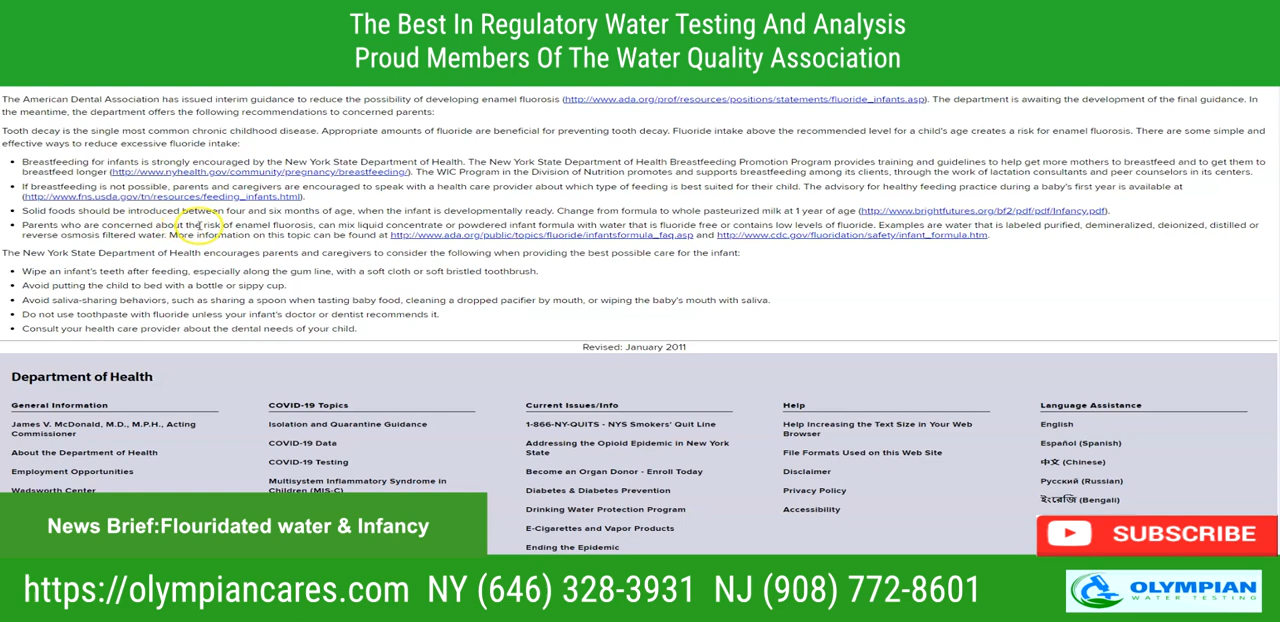 The Best In Regulatory Water Testing And Analysis
Proud Members Of The Water Quality Association
The American Dental Association has issued interim guidance to reduce the possibility of developing enamel fluorosis (http://www.ada.org/prof/resources/positions/statements/fluoride_infants.asp). The department is awaiting the development of the final guidance. In
the meantime, the department offers the following recommendations to concerned parents:
Tooth decay is the single most common chronic childhood disease. Appropriate amounts of fluoride are beneficial for preventing tooth decay. Fluoride intake above the recommended level for a child's age creates a risk for enamel fluorosis. There are some simple and
effective ways to reduce excessive fluoride intake:
• Breastfeeding for infants is strongly encouraged by the New York State Department of Health. The New York State Department of Health Breastfeeding Promotion Program provides training and guidelines to help get more mothers to breastfeed and to get them to
breastfeed longer (http://www.nyhealth.gov/community/pregnancy/breastfeeding/). The WIC Program in the Division of Nutrition promotes and supports breastfeeding among its clients, through the work of lactation consultants and peer counselors in its centers.
• If breastfeeding is not possible, parents and caregivers are encouraged to speak with a health care provider about which type of feeding is best suited for their child. The advisory for healthy feeding practice during a baby's first year is available at
(http://www.fns.usda.gov/tn/resources/feeding_infants.html).
• Solid foods should be introduced between four and six months of age, when the infant is developmentally ready. Change from formula to whole pasteurized milk at 1 year of age (http://www.brightfutures.org/bf2/pdf/pdf/Infancy.pdf).
• Parents who are concerned about the risk of enamel fluorosis, can mix liquid concentrate or powdered infant formula with water that is fluoride free or contains low levels of fluoride. Examples are water that is labeled purified, demineralized, deionized, distilled or
reverse osmosis filtered water. More information on this topic can be found at http://www.ada.org/public/topics/fluoride/infantsformula_faq.asp and http://www.cdc.gov/fluoridation/safety/infant_formula.htm.
The New York State Department of Health encourages parents and caregivers to consider the following when providing the best possible care for the infant:
• Wipe an infant's teeth after feeding, especially along the gum line, with a soft cloth or soft bristled toothbrush.
• Avoid putting the child to bed with a bottle or sippy cup.
• Avoid saliva-sharing behaviors, such as sharing a spoon when tasting baby food, cleaning a dropped pacifier by mouth, or wiping the baby's mouth with saliva.
• Do not use toothpaste with fluoride unless your infant's doctor or dentist recommends it.
• Consult your health care provider about the dental needs of your child.
Revised: January 2011
Department of Health
General Information
James V. McDonald, M.D., M.P.H., Acting
Commissioner
About the Department of Health
Employment Opportunities
Wadsworth Center
COVID-19 Topics
Isolation and Quarantine Guidance
COVID-19 Data
COVID-19 Testing
Multisystem Inflammatory Syndrome in
Children (MIS-C)
Current Issues/Info
1-866-NY-QUITS - NYS Smokers' Quit Line
Addressing the Opioid Epidemic in New York
State
Become an Organ Donor - Enroll Today
Diabetes & Diabetes Prevention
Drinking Water Protection Program
E-Cigarettes and Vapor Products
Ending the Epidemic
Help
Help Increasing the Text Size in Your Web
Browser
File Formats Used on this Web Site
Disclaimer
Privacy Policy
Accessibility
Language Assistance
English
Español (Spanish)
中文 (Chinese)
Русский (Russian)
ইংরেজি (Bengali)
News Brief:Flouridated water & Infancy
SUBSCRIBE
https://olympiancares.com NY (646) 328-3931 NJ (908) 772-8601
OLYMPIAN
WATER TESTING